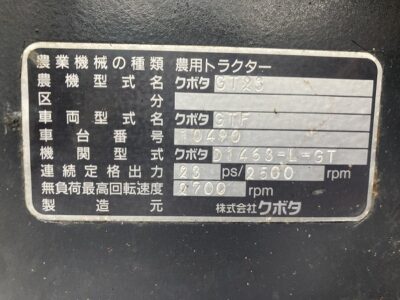 農業機械の種類 農用トラクター
農機型式名 クボタ GT23
区分
車両型式名 クボタ GTF
車台番号 10490
機関型式 クボタ D1463-L-GT
連続定格出力 23 ps/2500 rpm
無負荷最高回転速度 2700 rpm
製造元 株式会社クボタ